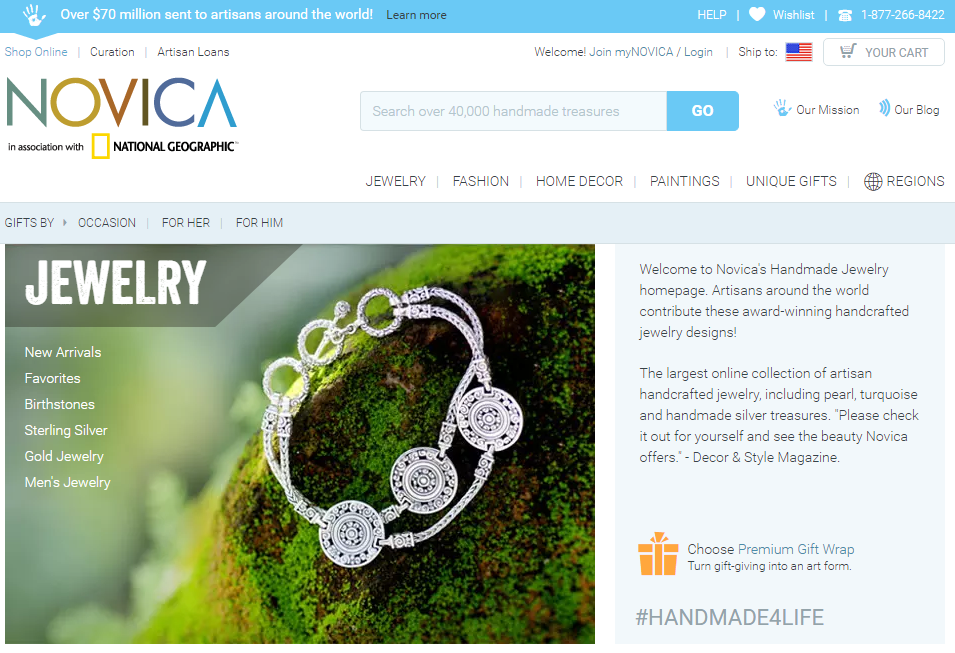 Over $70 million sent to artisans around the world! Learn more
HELP | Wishlist | 1-877-266-8422
Shop Online | Curation | Artisan Loans
Welcome! Join myNOVICA / Login | Ship to: YOUR CART
NOVICA
in association with NATIONAL GEOGRAPHIC™
Search over 40,000 handmade treasures GO
Our Mission Our Blog
JEWELRY | FASHION | HOME DECOR | PAINTINGS | UNIQUE GIFTS | REGIONS
GIFTS BY OCCASION | FOR HER | FOR HIM
JEWELRY
New Arrivals
Favorites
Birthstones
Sterling Silver
Gold Jewelry
Men's Jewelry
Welcome to Novica's Handmade Jewelry
homepage. Artisans around the world
contribute these award-winning handcrafted
jewelry designs!
The largest online collection of artisan
handcrafted jewelry, including pearl, turquoise
and handmade silver treasures. "Please check
it out for yourself and see the beauty Novica
offers." - Decor & Style Magazine.
Choose Premium Gift Wrap
Turn gift-giving into an art form.
#HANDMADE4LIFE